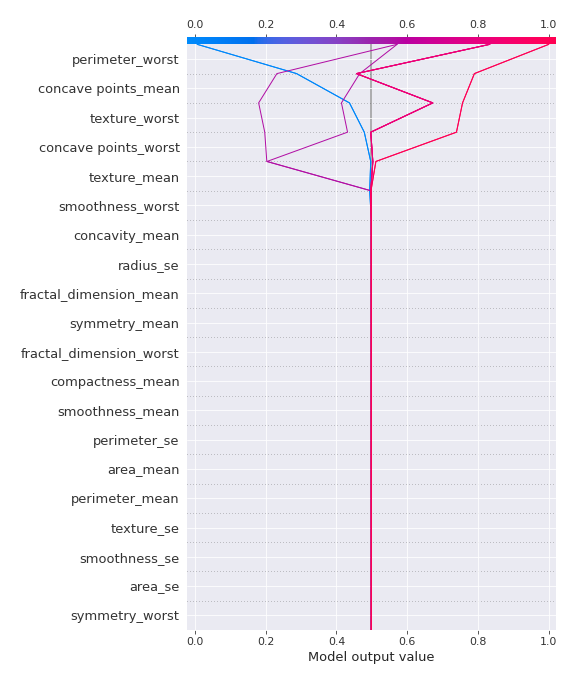 0.0 0.2 0.4 0.6 0.8 1.0
perimeter_worst
concave points_mean
texture_worst
concave points_worst
texture_mean
smoothness_worst
concavity_mean
radius_se
fractal_dimension_mean
symmetry_mean
fractal_dimension_worst
compactness_mean
smoothness_mean
perimeter_se
area_mean
perimeter_mean
texture_se
smoothness_se
area_se
symmetry_worst
0.0 0.2 0.4 0.6 0.8 1.0
Model output value